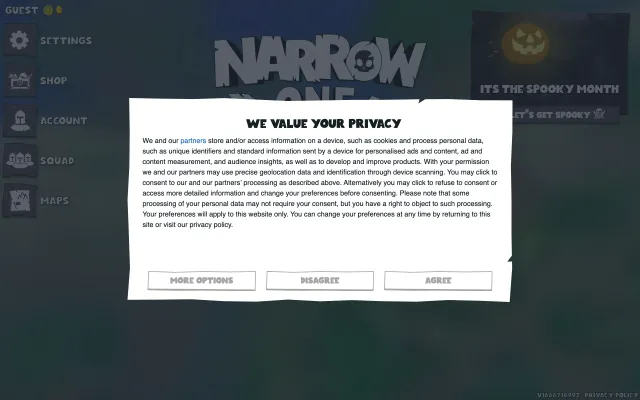 GUEST
SETTINGS
SHOP
ACCOUNT
SQUAD
MAPS
NARROW
ONE
ITS THE SPOOKY MONTH
LET'S GET SPOOKY
WE VALUE YOUR PRIVACY
We and our partners store and/or access information on a device, such as cookies and process personal data,
such as unique identifiers and standard information sent by a device for personalised ads and content, ad and
content measurement, and audience insights, as well as to develop and improve products. With your permission
we and our partners may use precise geolocation data and identification through device scanning. You may click to
consent to our and our partners' processing as described above. Alternatively you may click to refuse to consent or
access more detailed information and change your preferences before consenting. Please note that some
processing of your personal data may not require your consent, but you have a right to object to such processing.
Your preferences will apply to this website only. You can change your preferences at any time by returning to this
site or visit our privacy policy.
MORE OPTIONS
DISAGREE
AGREE
PRIVACY POLICY